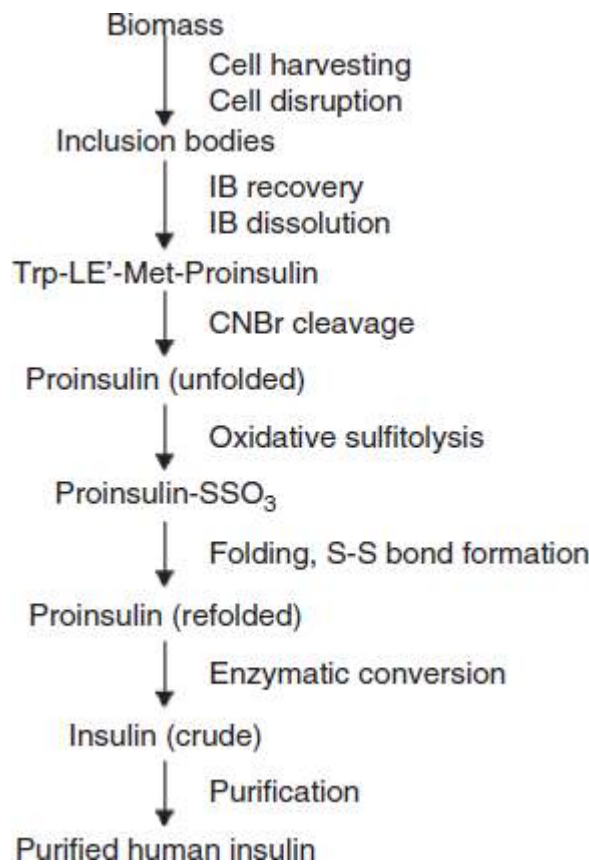 Biomass
Cell harvesting
Cell disruption
Inclusion bodies
IB recovery
IB dissolution
Trp-LE’-Met-Proinsulin
CNBr cleavage
Proinsulin (unfolded)
Oxidative sulfitolysis
Proinsulin-SSO₃
Folding, S-S bond formation
Proinsulin (refolded)
Enzymatic conversion
Insulin (crude)
Purification
Purified human insulin